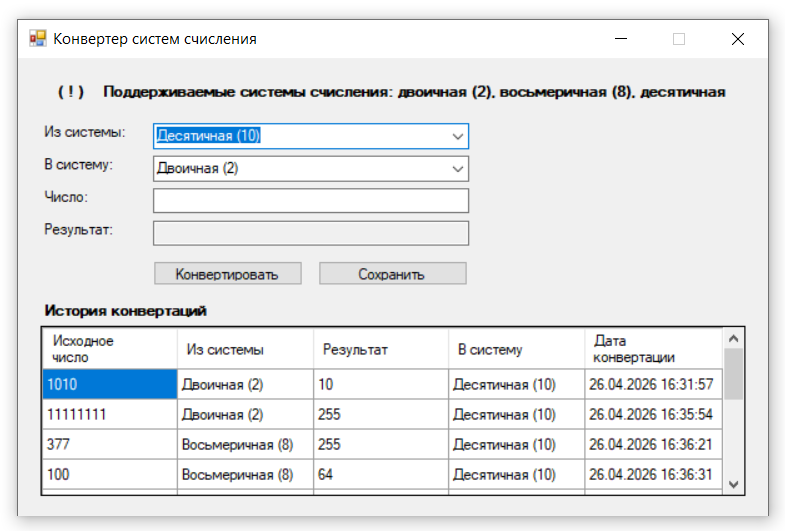 Конвертер систем счисления
( ! ) Поддерживаемые системы счисления: двоичная (2), восьмеричная (8), десятичная
Из системы: Десятичная (10)
В систему: Двоичная (2)
Число:
Результат:
Конвертировать Сохранить
История конвертаций
Исходное число Из системы Результат В систему Дата конвертации
1010 Двоичная (2) 10 Десятичная (10) 26.04.2026 16:31:57
11111111 Двоичная (2) 255 Десятичная (10) 26.04.2026 16:35:54
377 Восьмеричная (8) 255 Десятичная (10) 26.04.2026 16:36:21
100 Восьмеричная (8) 64 Десятичная (10) 26.04.2026 16:36:31